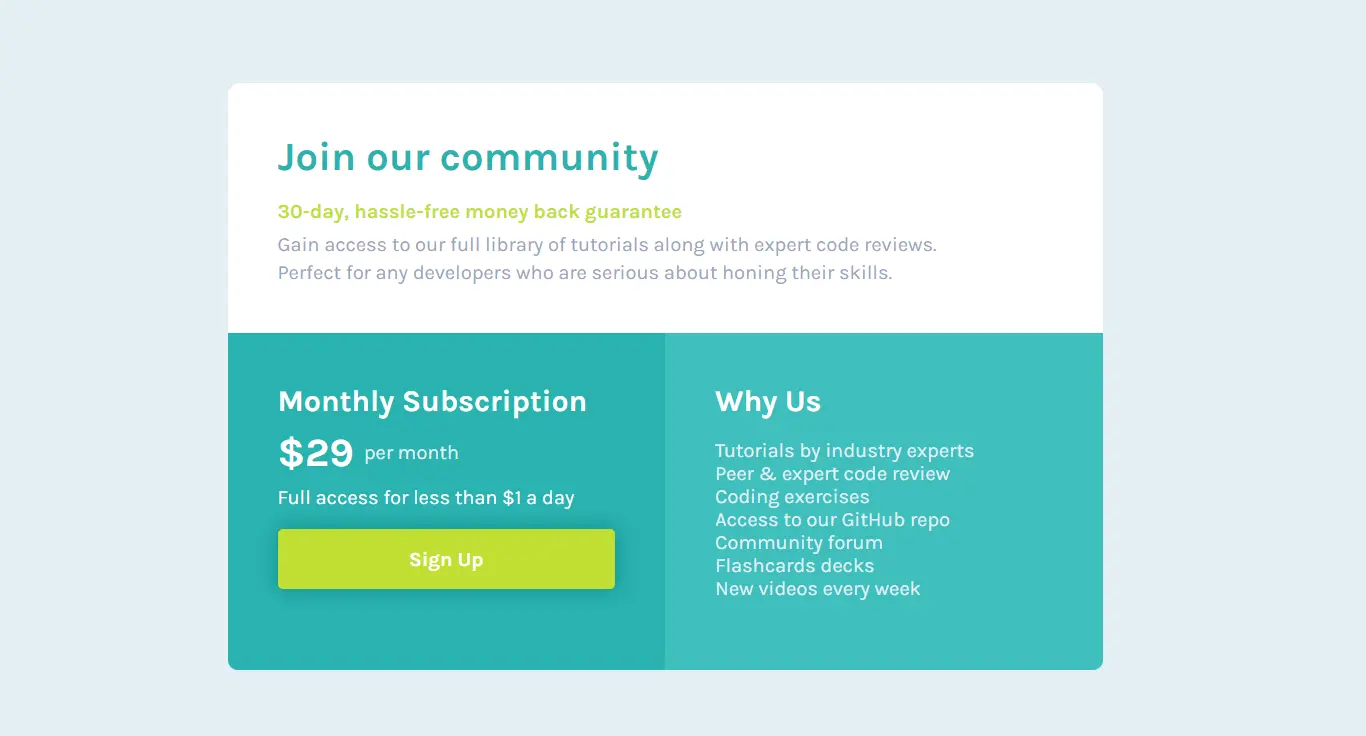 Join our community
30-day, hassle-free money back guarantee
Gain access to our full library of tutorials along with expert code reviews.
Perfect for any developers who are serious about honing their skills.
Monthly Subscription
$29 per month
Full access for less than $1 a day
Sign Up
Why Us
Tutorials by industry experts
Peer & expert code review
Coding exercises
Access to our GitHub repo
Community forum
Flashcards decks
New videos every week